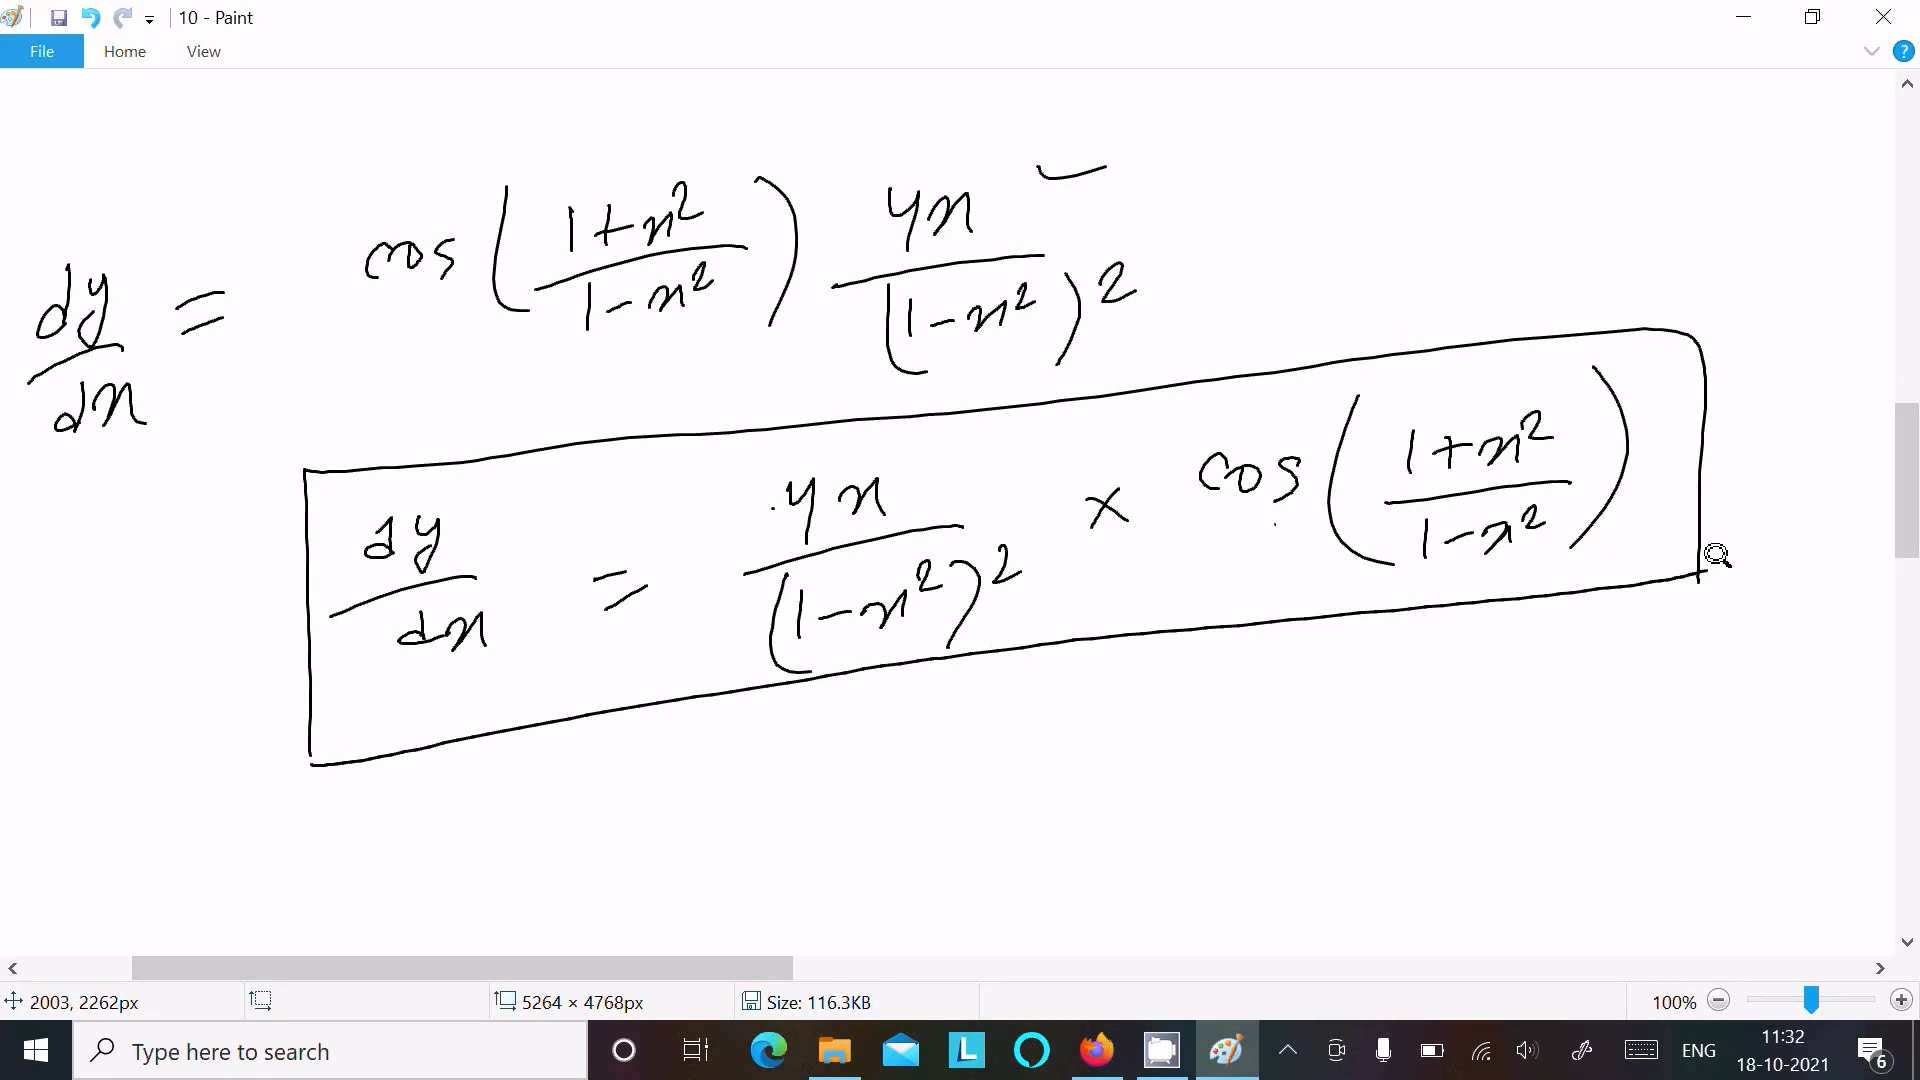 10 - Paint
File Home View
dy/dx = cos((1+x²)/(1-x²)) 4x/(1-x²)²
dy/dx = 4x/(1-x²)² × cos((1+x²)/(1-x²))
2003, 2262px 5264 × 4768px Size: 116.3KB 100%
Type here to search ENG 11:32
18-10-2021 6